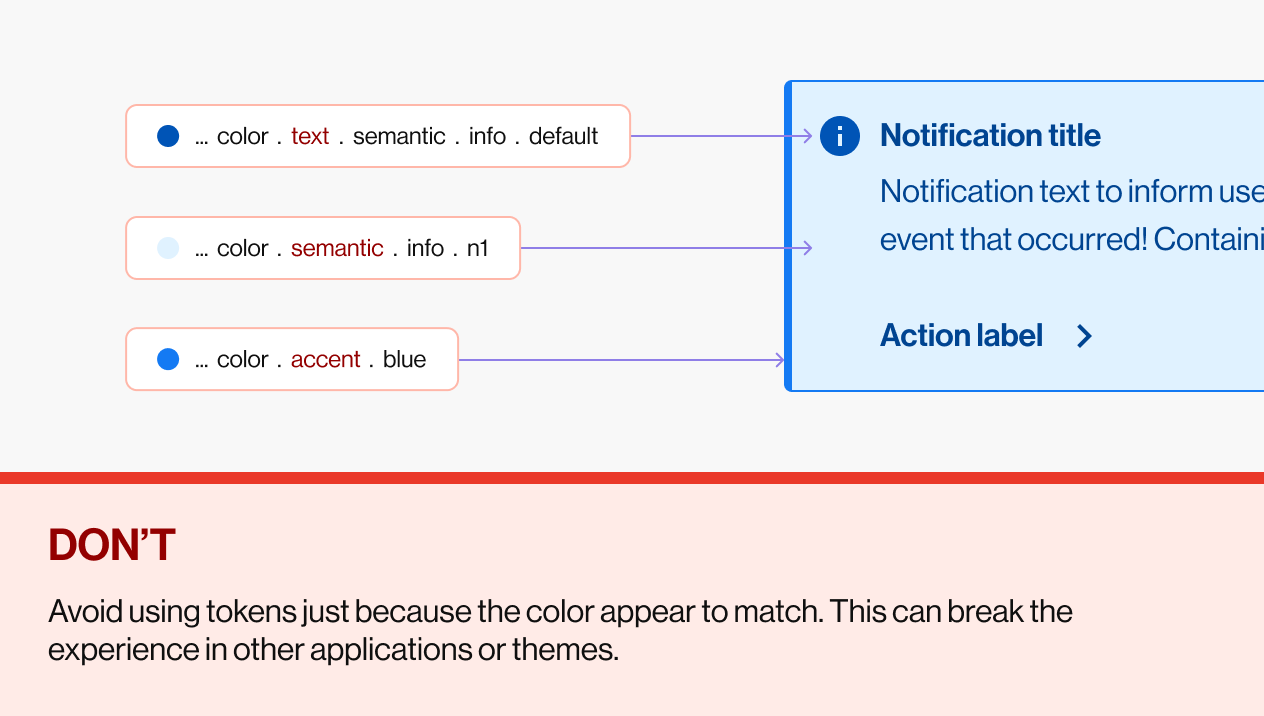 ... color . text . semantic . info . default
... color . semantic . info . n1
... color . accent . blue
Notification title
Notification text to inform use
event that occurred! Containi
Action label
DON’T
Avoid using tokens just because the color appear to match. This can break the
experience in other applications or themes.